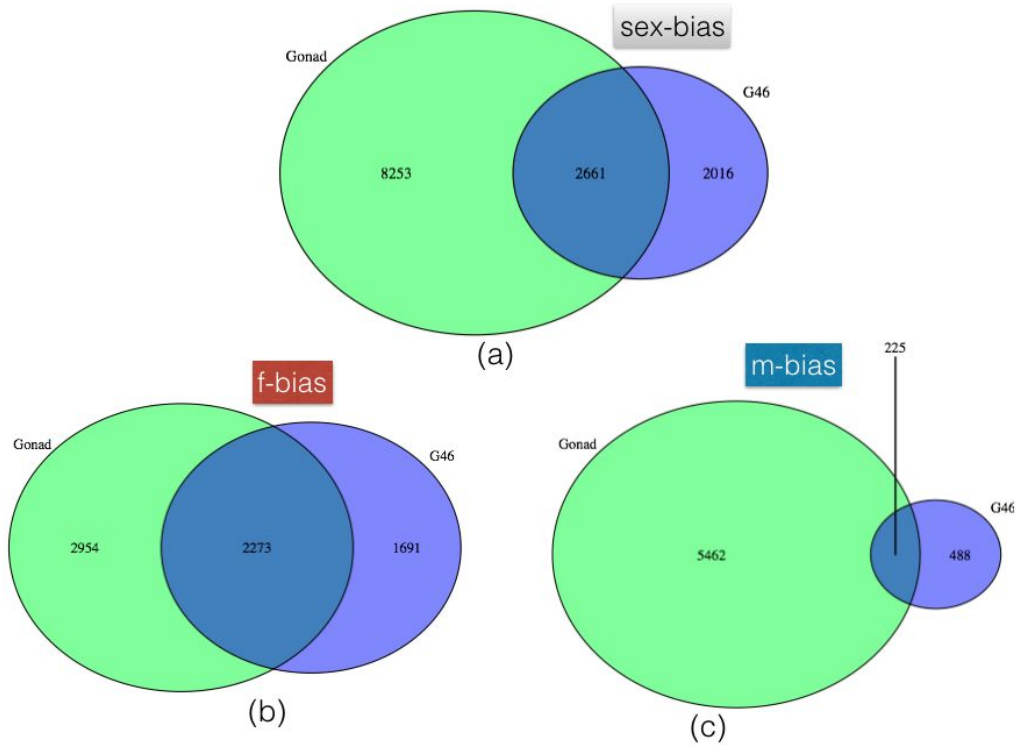 sex-bias
Gonad
G46
8253
2661
2016
(a)
f-bias
Gonad
G46
2954
2273
1691
(b)
m-bias
225
Gonad
G46
5462
488
(c)